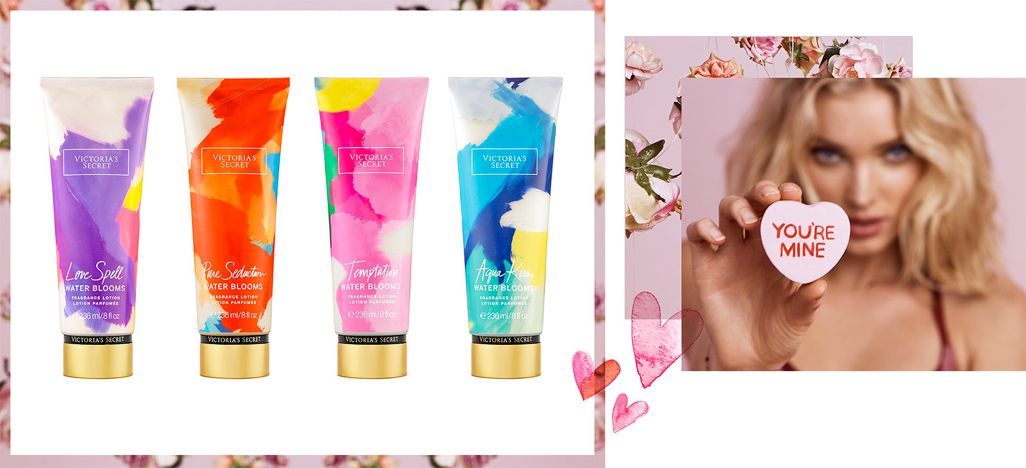 VICTORIA'S
SECRET
Love Spell
WATER BLOOMS
FRAGRANCE LOTION
LOTION PARFUMÉE
e 236 ml/8 fl oz
VICTORIA'S SECRET
VICTORIA'S
SECRET
Pure Seduction
WATER BLOOMS
FRAGRANCE LOTION
LOTION PARFUMÉE
e 236 ml/8 fl oz
VICTORIA'S SECRET
VICTORIA'S
SECRET
Temptation
WATER BLOOMS
FRAGRANCE LOTION
LOTION PARFUMÉE
e 236 ml/8 fl oz
VICTORIA'S SECRET
VICTORIA'S
SECRET
Aqua Kiss
WATER BLOOMS
FRAGRANCE LOTION
LOTION PARFUMÉE
e 236 ml/8 fl oz
VICTORIA'S SECRET
YOU'RE
MINE